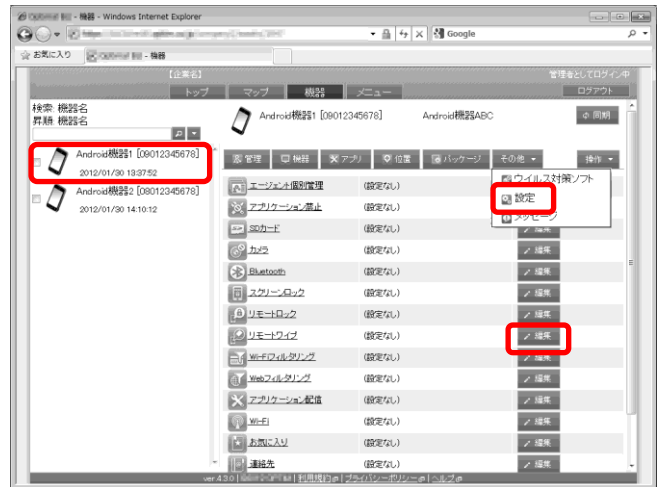 - 機器 - Windows Internet Explorer
Google
お気に入り
- 機器
【企業名】
管理者としてログイン中
トップ
マップ
機器
メニュー
ログアウト
検索: 機器名
昇順: 機器名
Android機器1 [09012345678]
2012/01/30 13:37:52
Android機器2 [08012345678]
2012/01/30 14:10:12
Android機器1 [09012345678]
Android機器ABC
同期
管理
機器
アプリ
位置
パッケージ
その他
操作
ウイルス対策ソフト
設定
メッセージ
エージェント個別管理 (設定なし)
アプリケーション禁止 (設定なし)
SDカード (設定なし) 編集
カメラ (設定なし) 編集
Bluetooth (設定なし) 編集
スクリーンロック (設定なし) 編集
リモートロック (設定なし) 編集
リモートワイプ (設定なし) 編集
Wi-Fiフィルタリング (設定なし) 編集
Webフィルタリング (設定なし) 編集
アプリケーション配信 (設定なし) 編集
Wi-Fi (設定なし) 編集
お気に入り (設定なし) 編集
連絡先 (設定なし) 編集
ver.4.3.0 | 利用規約 | プライバシーポリシー | ヘルプ